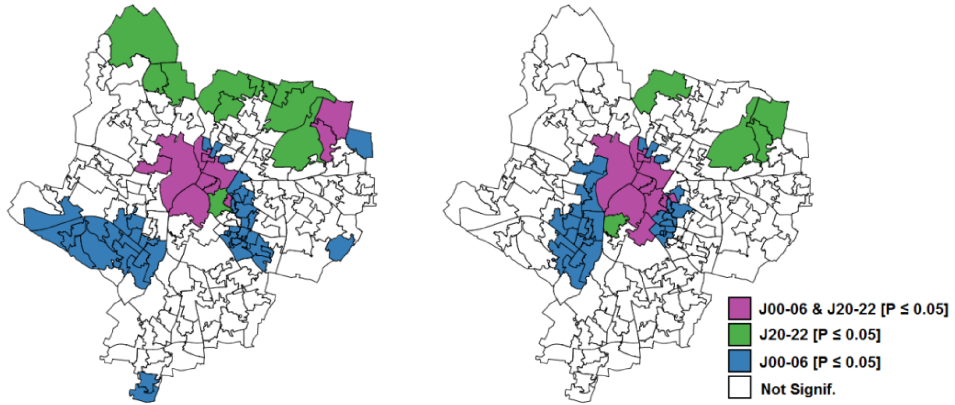 J00-06 & J20-22 [P ≤ 0.05]
J20-22 [P ≤ 0.05]
J00-06 [P ≤ 0.05]
Not Signif.